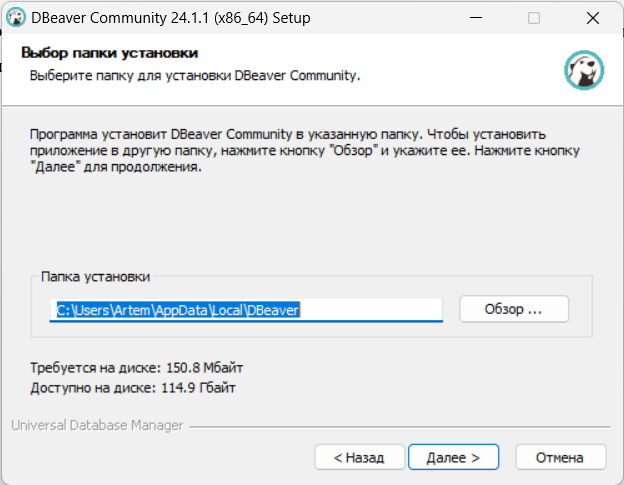 DBeaver Community 24.1.1 (x86_64) Setup
Выбор папки установки
Выберите папку для установки DBeaver Community.
Программа установит DBeaver Community в указанную папку. Чтобы установить
приложение в другую папку, нажмите кнопку "Обзор" и укажите ее. Нажмите кнопку
"Далее" для продолжения.
Папка установки
C:\Users\Artem\AppData\Local\DBeaver
Обзор ...
Требуется на диске: 150.8 Мбайт
Доступно на диске: 114.9 Гбайт
Universal Database Manager
< Назад
Далее >
Отмена